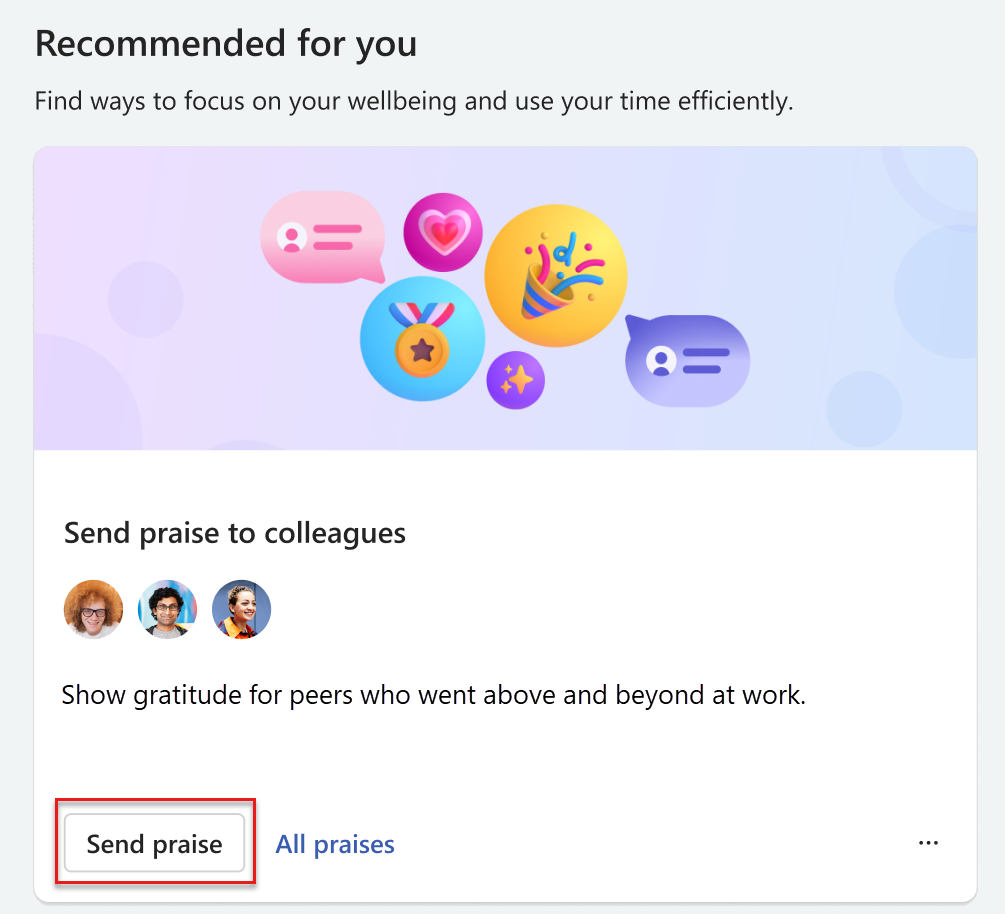 Recommended for you
Find ways to focus on your wellbeing and use your time efficiently.
Send praise to colleagues
Show gratitude for peers who went above and beyond at work.
Send praise
All praises